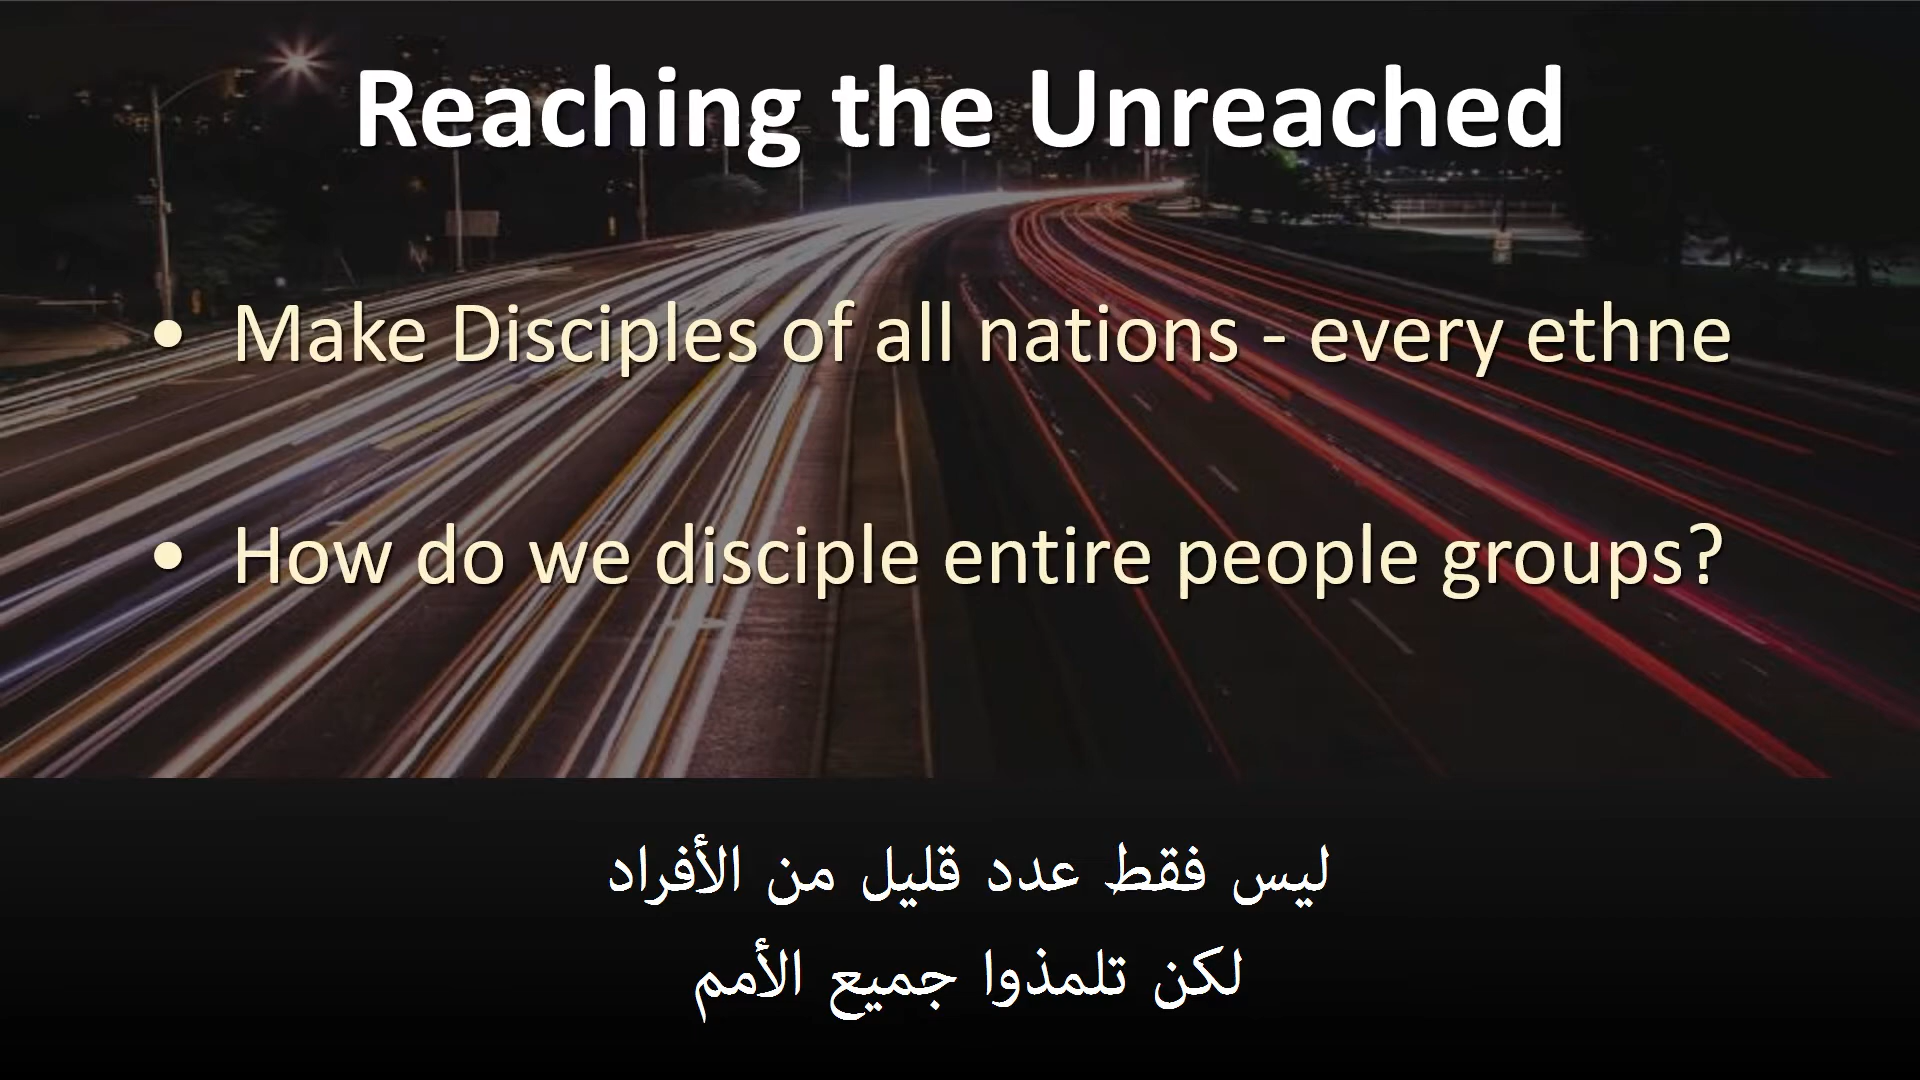 Reaching the Unreached
• Make Disciples of all nations - every ethne
• How do we disciple entire people groups?
ليس فقط عدد قليل من الأفراد
لكن تلمذوا جميع الأمم